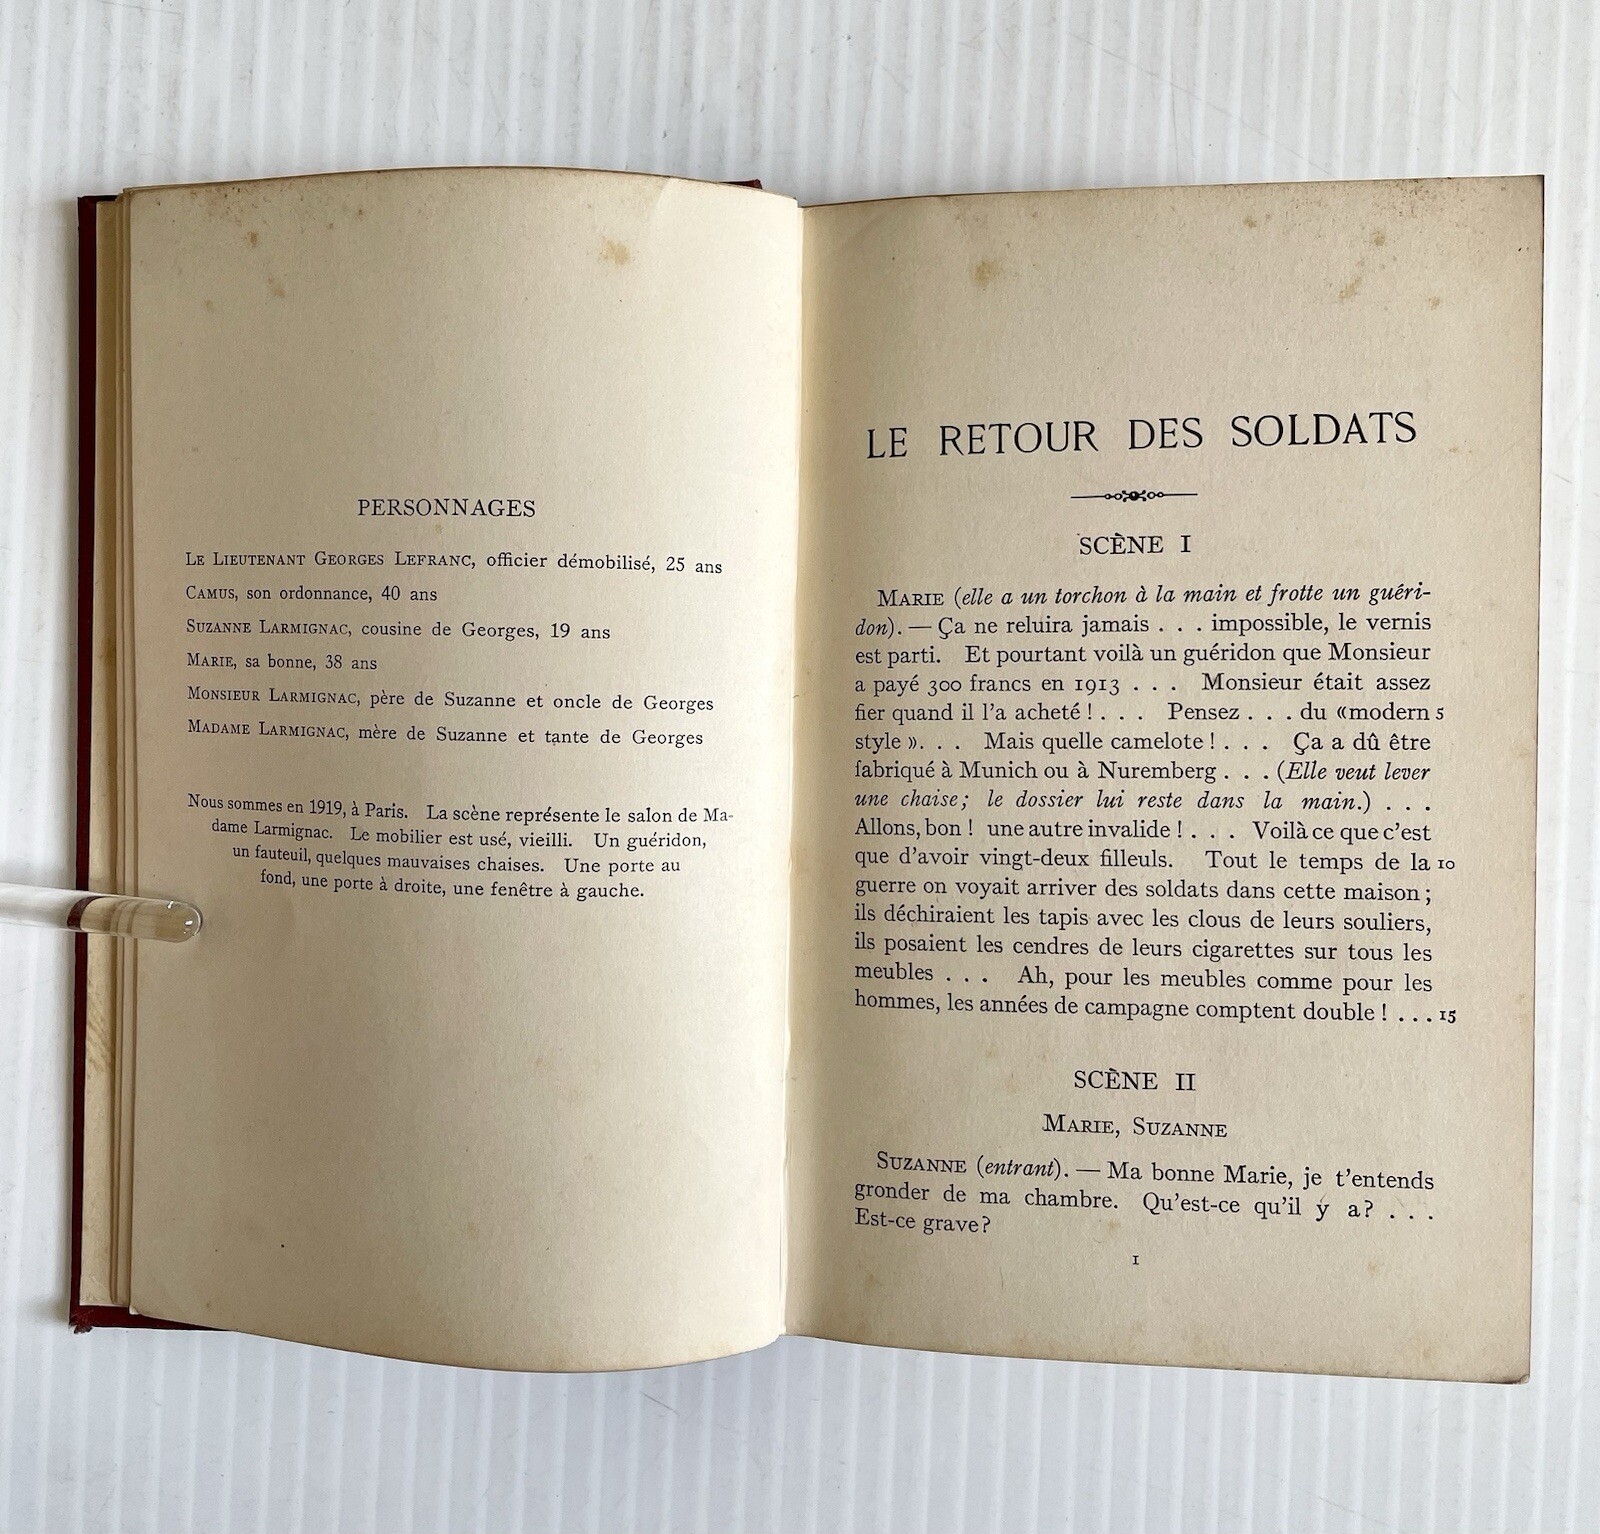 PERSONNAGES
LE LIEUTENANT GEORGES LEFRANC, officier démobilisé, 25 ans
CAMUS, son ordonnance, 40 ans
SUZANNE LARMIGNAC, cousine de Georges, 19 ans
MARIE, sa bonne, 38 ans
MONSIEUR LARMIGNAC, père de Suzanne et oncle de Georges
MADAME LARMIGNAC, mère de Suzanne et tante de Georges
Nous sommes en 1919, à Paris. La scène représente le salon de Ma-
dame Larmignac. Le mobilier est usé, vieilli. Un guéridon,
un fauteuil, quelques mauvaises chaises. Une porte au
fond, une porte à droite, une fenêtre à gauche.
LE RETOUR DES SOLDATS
SCÈNE I
MARIE (elle a un torchon à la main et frotte un guéri-
don). — Ça ne reluira jamais . . . impossible, le vernis
est parti. Et pourtant voilà un guéridon que Monsieur
a payé 300 francs en 1913 . . . Monsieur était assez
fier quand il l'a acheté ! . . . Pensez . . . du «modern 5
style ». . . Mais quelle camelote ! . . . Ça a dû être
fabriqué à Munich ou à Nuremberg . . . (Elle veut lever
une chaise; le dossier lui reste dans la main.) . . .
Allons, bon ! une autre invalide ! . . . Voilà ce que c'est
que d'avoir vingt-deux filleuls. Tout le temps de la 10
guerre on voyait arriver des soldats dans cette maison ;
ils déchiraient les tapis avec les clous de leurs souliers,
ils posaient les cendres de leurs cigarettes sur tous les
meubles . . . Ah, pour les meubles comme pour les
hommes, les années de campagne comptent double ! . . . 15
SCÈNE II
MARIE, SUZANNE
SUZANNE (entrant). — Ma bonne Marie, je t'entends
gronder de ma chambre. Qu'est-ce qu'il y a? . . .
Est-ce grave?
1